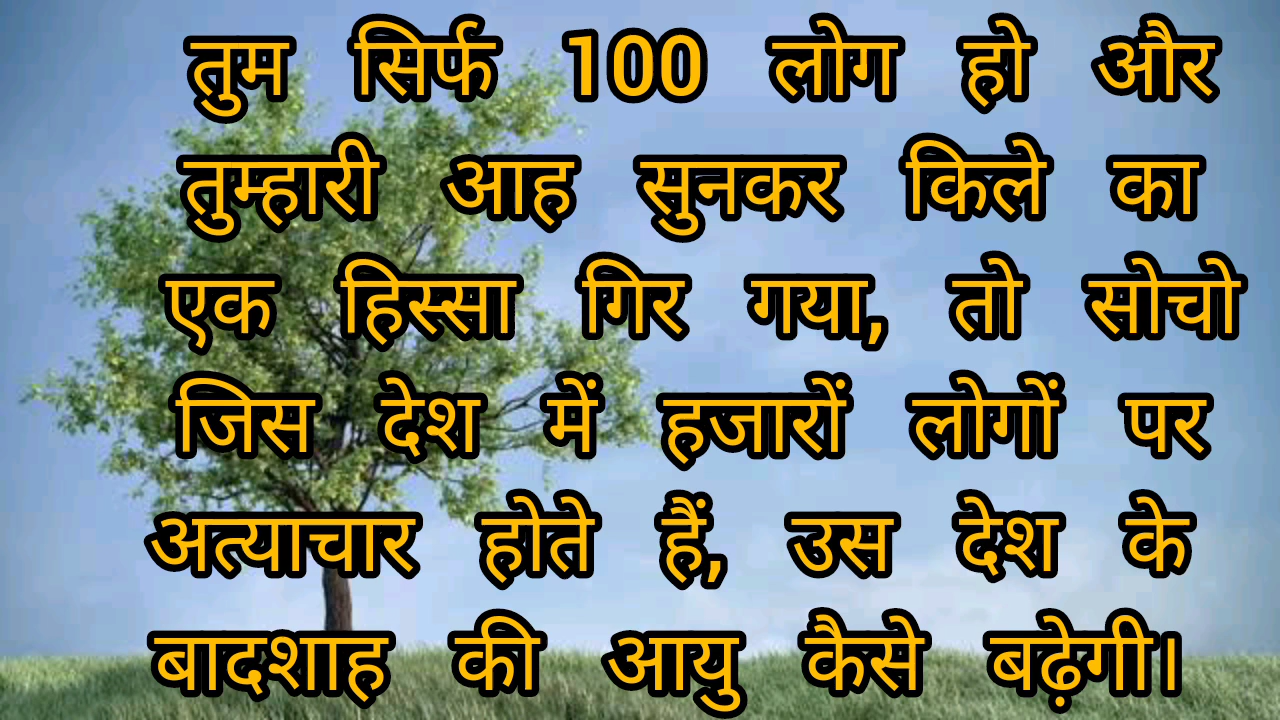 तुम सिर्फ 100 लोग हो और
तुम्हारी आह सुनकर किले का
एक हिस्सा गिर गया, तो सोचो
जिस देश में हजारों लोगों पर
अत्याचार होते हैं, उस देश के
बादशाह की आयु कैसे बढ़ेगी।